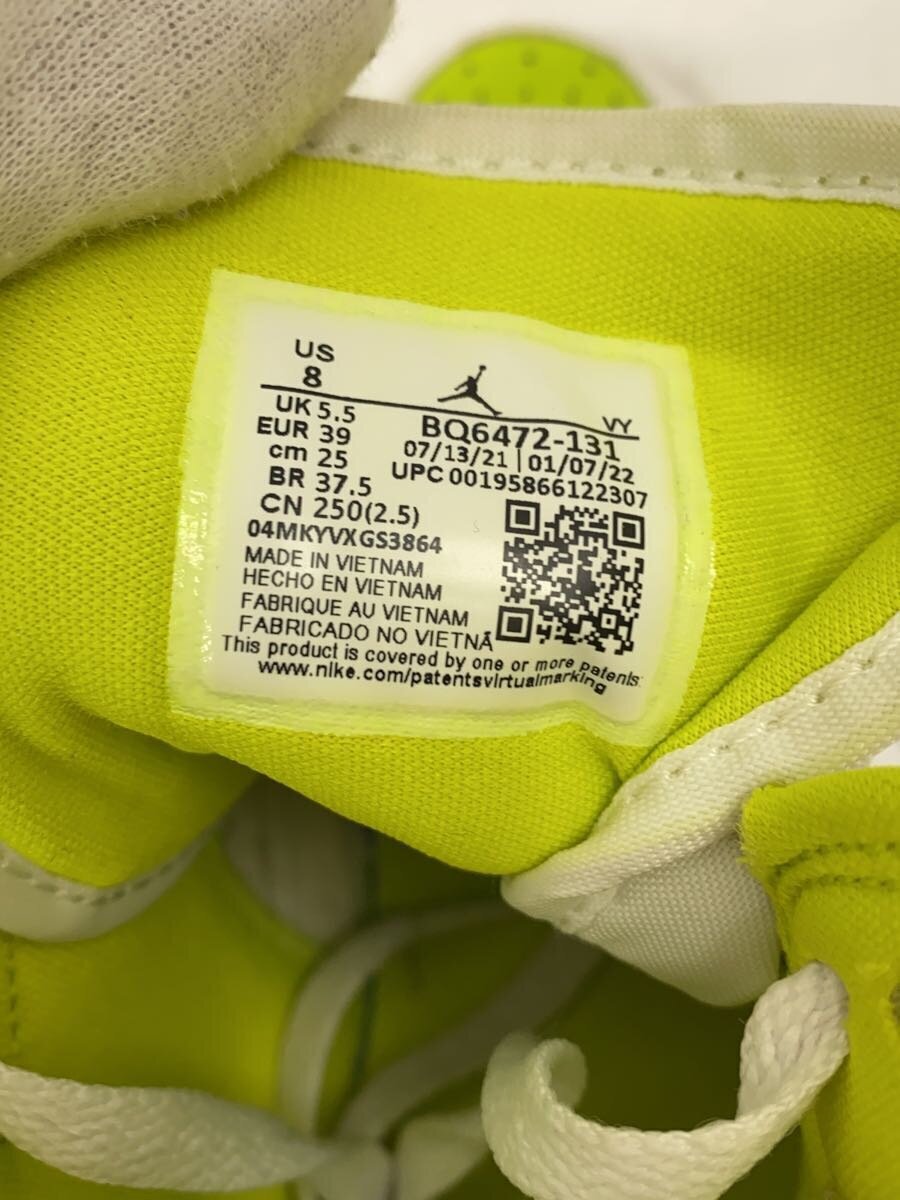 US
8
UK 5.5
EUR 39
cm 25
BR 37.5
CN 250(2.5)
VY
BQ6472-131
07/13/21 | 01/07/22
UPC 00195866122307
04MKYVXGS3864
MADE IN VIETNAM
HECHO EN VIETNAM
FABRIQUE AU VIETNAM
FABRICADO NO VIETNÃ
This product is covered by one or more patents:
www.nike.com/patentsvirtualmarking